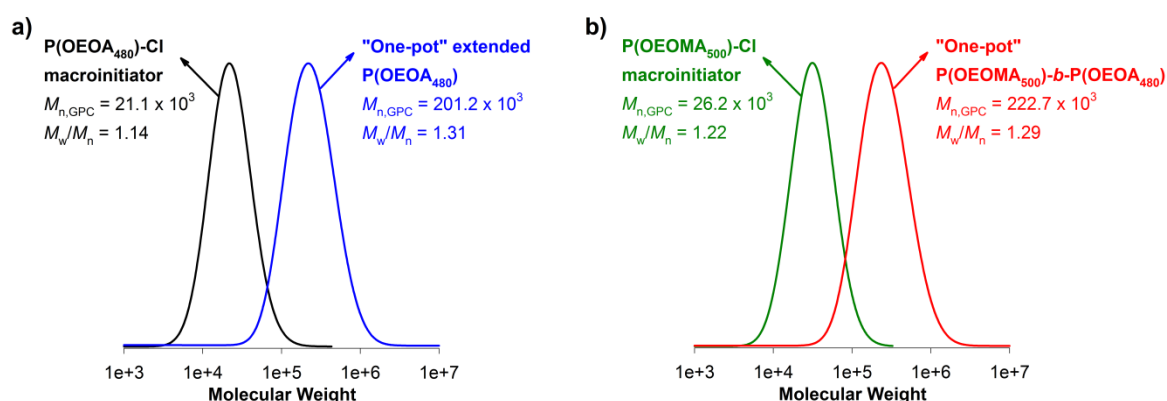 a)
P(OEOA₄₈₀)-Cl
macroinitiator
Mn,GPC = 21.1 x 10³
Mw/Mn = 1.14
"One-pot" extended
P(OEOA₄₈₀)
Mn,GPC = 201.2 x 10³
Mw/Mn = 1.31
1e+3 1e+4 1e+5 1e+6 1e+7
Molecular Weight
b)
P(OEOMA₅₀₀)-Cl
macroinitiator
Mn,GPC = 26.2 x 10³
Mw/Mn = 1.22
"One-pot"
P(OEOMA₅₀₀)-b-P(OEOA₄₈₀)
Mn,GPC = 222.7 x 10³
Mw/Mn = 1.29
1e+3 1e+4 1e+5 1e+6 1e+7
Molecular Weight